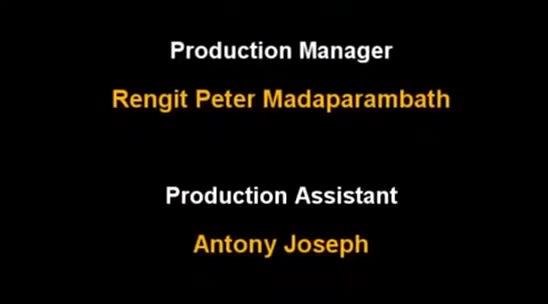 Production Manager
Rengit Peter Madaparambath
Production Assistant
Antony Joseph